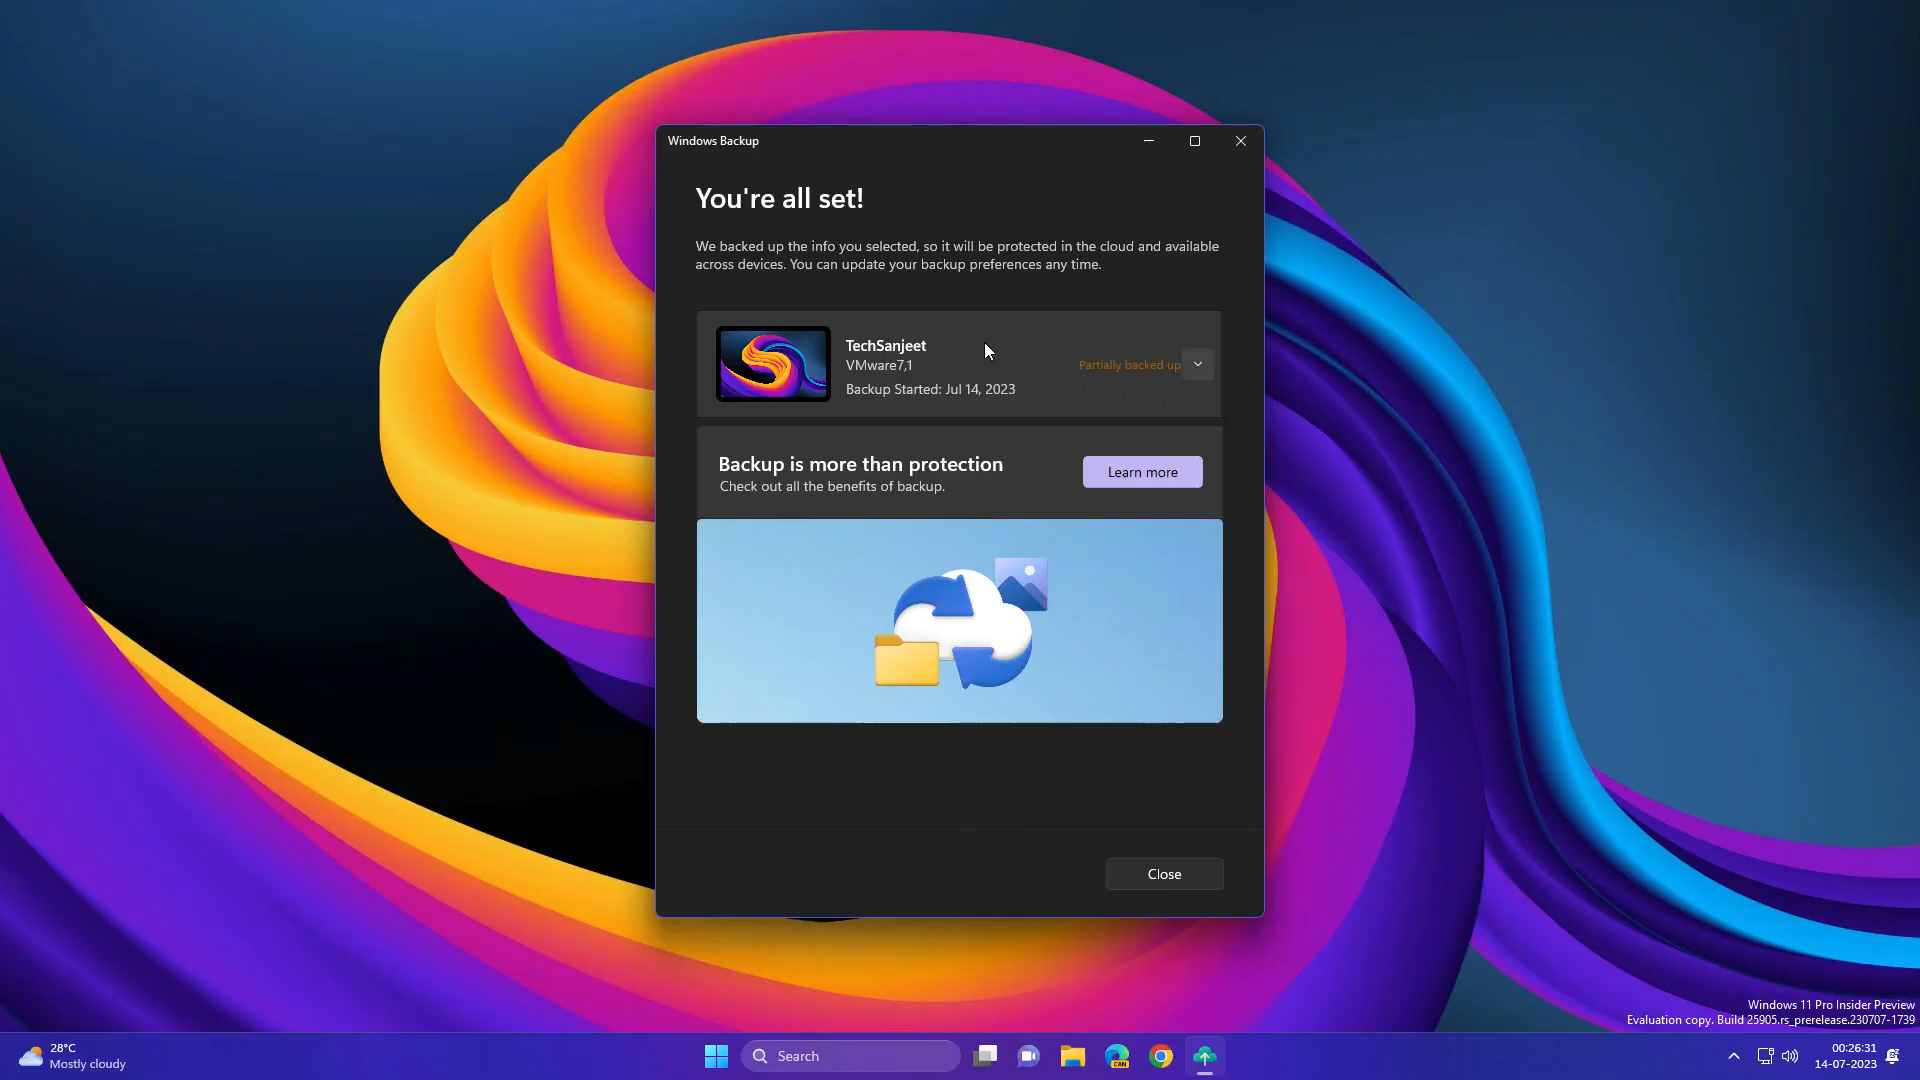 Windows Backup
You're all set!
We backed up the info you selected, so it will be protected in the cloud and available
across devices. You can update your backup preferences any time.
TechSanjeet
VMware7,1
Partially backed up
Backup Started: Jul 14, 2023
Backup is more than protection
Check out all the benefits of backup.
Learn more
Close
Windows 11 Pro Insider Preview
Evaluation copy. Build 25905.rs_prerelease.230707-1739
28°C
Mostly cloudy
Search
CAN
00:26:31
14-07-2023